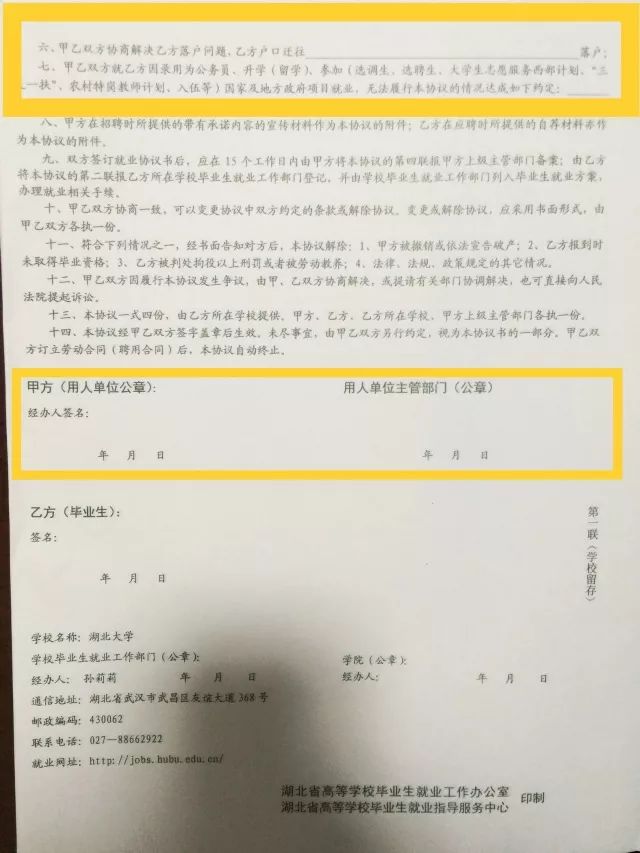 六、甲乙双方协商解决乙方落户问题,乙方户口迁往 落户;
七、甲乙双方就乙方因录用为公务员、升学(留学)、参加(选调生、选聘生、大学生志愿服务西部计划、“三
一扶”、农村特岗教师计划、入伍等)国家及地方政府项目就业,无法履行本协议的情况达成如下约定:
八、甲方在招聘时所提供的带有承诺内容的宣传材料作为本协议的附件;乙方在应聘时所提供的自荐材料亦作
为本协议的附件。
九、双方签订就业协议书后,应在 15 个工作日内由甲方将本协议的第四联报甲方上级主管部门备案;由乙方
将本协议的第二联报乙方所在学校毕业生就业工作部门登记,并由学校毕业生就业工作部门列入毕业生就业方案,
办理就业相关手续。
十、甲乙双方协商一致,可以变更协议中双方约定的条款或解除协议。变更或解除协议,应采用书面形式,由
甲乙双方各执一份。
十一、符合下列情况之一,经书面告知对方后,本协议解除:1、甲方被撤销或依法宣告破产;2、乙方报到时
未取得毕业资格;3、乙方被判处拘役以上刑罚或者被劳动教养;4、法律、法规、政策规定的其它情况。
十二、甲乙双方因履行本协议发生争议,由甲、乙双方协商解决,或提请有关部门协调解决,也可直接向人民
法院提起诉讼。
十三、本协议一式四份,由乙方所在学校提供。甲方、乙方、乙方所在学校、甲方上级主管部门各执一份。
十四、本协议经甲乙双方签字盖章后生效。未尽事宜,由甲乙双方另行约定,视为本协议书的一部分。甲乙双
方订立劳动合同(聘用合同)后,本协议自动终止。
甲方(用人单位公章): 用人单位主管部门(公章)
经办人签名:
年 月 日 年 月 日
乙方(毕业生):
签名:
年 月 日
第一联(学校留存)
学校名称:湖北大学
学校毕业生就业工作部门(公章): 学院(公章):
经办人:孙莉莉 年 月 日 经办人: 年 月 日
通信地址:湖北省武汉市武昌区友谊大道 368 号
邮政编码:430062
联系电话:027—88662922
就业网址:http://jobs.hubu.edu.cn/
湖北省高等学校毕业生就业工作办公室
湖北省高等学校毕业生就业指导服务中心 印制